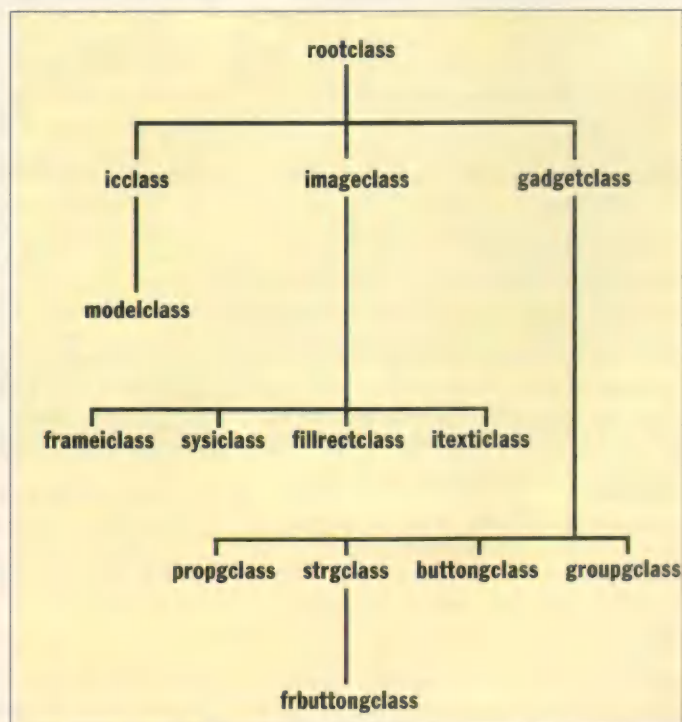 rootclass
icclass imageclass gadgetclass
modelclass
frameiclass sysiclass fillrectclass itexticlass
propgclass strgclass buttongclass groupgclass
frbuttongclass